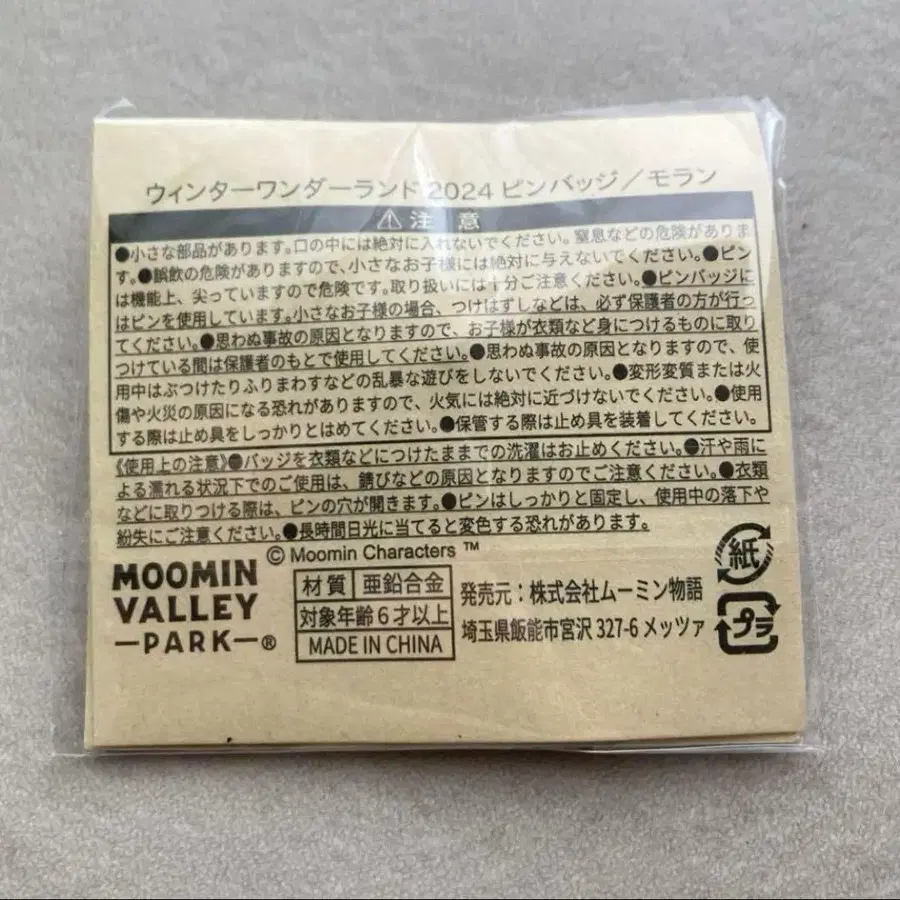 ウィンターワンダーランド 2024 ピンバッジ／モラン
⚠注 意
●小さな部品があります。口の中には絶対に入れないでください。窒息などの危険がありま
す。●誤飲の危険がありますので、小さなお子様には絶対に与えないでください。●ピン
は機能上、尖っていますので危険です。取り扱いには十分ご注意ください。●ピンバッジに
はピンを使用しています。小さなお子様の場合、つけはずしなどは、必ず保護者の方が行っ
てください。●思わぬ事故の原因となりますので、お子様が衣類など身につけるものに取り
つけている間は保護者のもとで使用してください。●思わぬ事故の原因となりますので、使
用中はぶつけたりふりまわすなどの乱暴な遊びをしないでください。●変形変質または火
傷や火災の原因になる恐れがありますので、火気には絶対に近づけないでください。●使用
する際は止め具をしっかりとはめてください。●保管する際は止め具を装着してください。
《使用上の注意》●バッジを衣類などにつけたままでの洗濯はお止めください。●汗や雨に
よる濡れる状況下でのご使用は、錆びなどの原因となりますのでご注意ください。●衣類
などに取りつける際は、ピンの穴が開きます。●ピンはしっかりと固定し、使用中の落下や
紛失にご注意ください。●長時間日光に当てると変色する恐れがあります。
© Moomin Characters ™
MOOMIN
VALLEY
—PARK—®
材質 亜鉛合金
対象年齢6才以上
MADE IN CHINA
発売元：株式会社ムーミン物語
埼玉県飯能市宮沢 327-6 メッツァ
紙
プラ